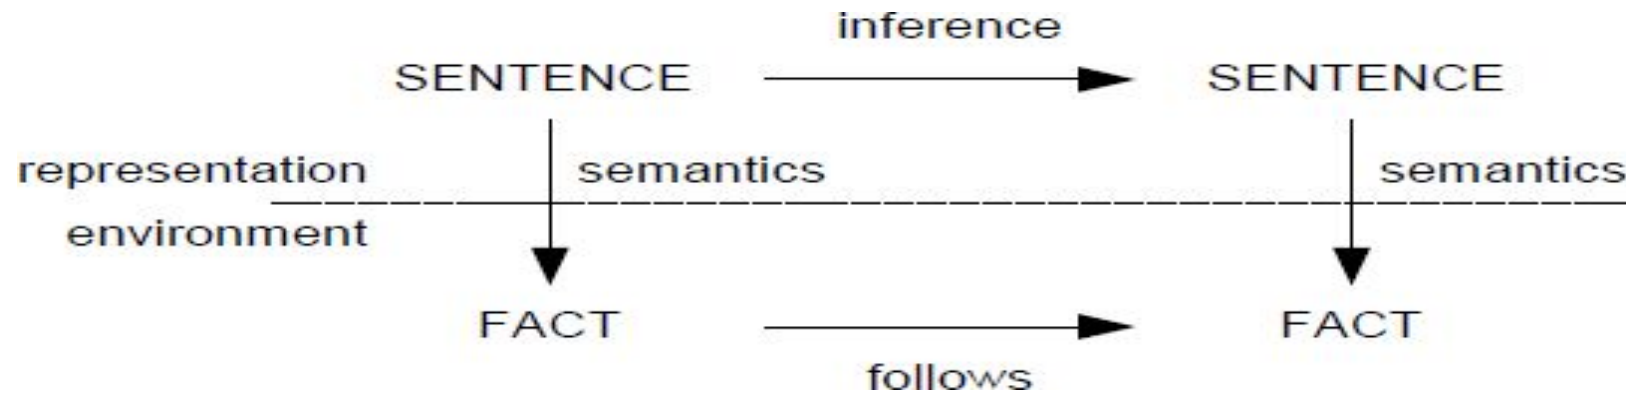 inference
SENTENCE SENTENCE
representation semantics semantics
environment
FACT FACT
follows